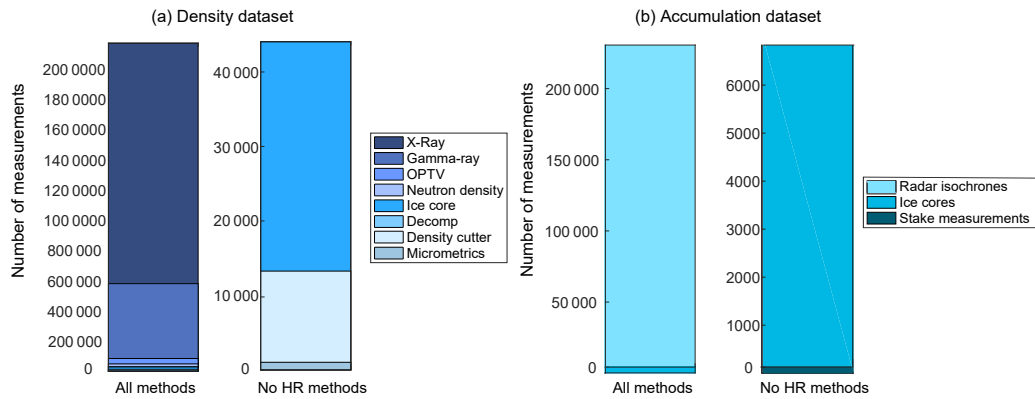 (a) Density dataset
Number of measurements
200 0000
180 0000
160 0000
140 0000
120 0000
100 0000
800 000
600 000
400 000
200 000
0
All methods
40 000
30 000
20 000
10 000
0
No HR methods
X-Ray
Gamma-ray
OPTV
Neutron density
Ice core
Decomp
Density cutter
Micrometrics
(b) Accumulation dataset
Number of measurements
200 000
150 000
100 000
50 000
0
All methods
6000
5000
4000
3000
2000
1000
0
No HR methods
Radar isochrones
Ice cores
Stake measurements